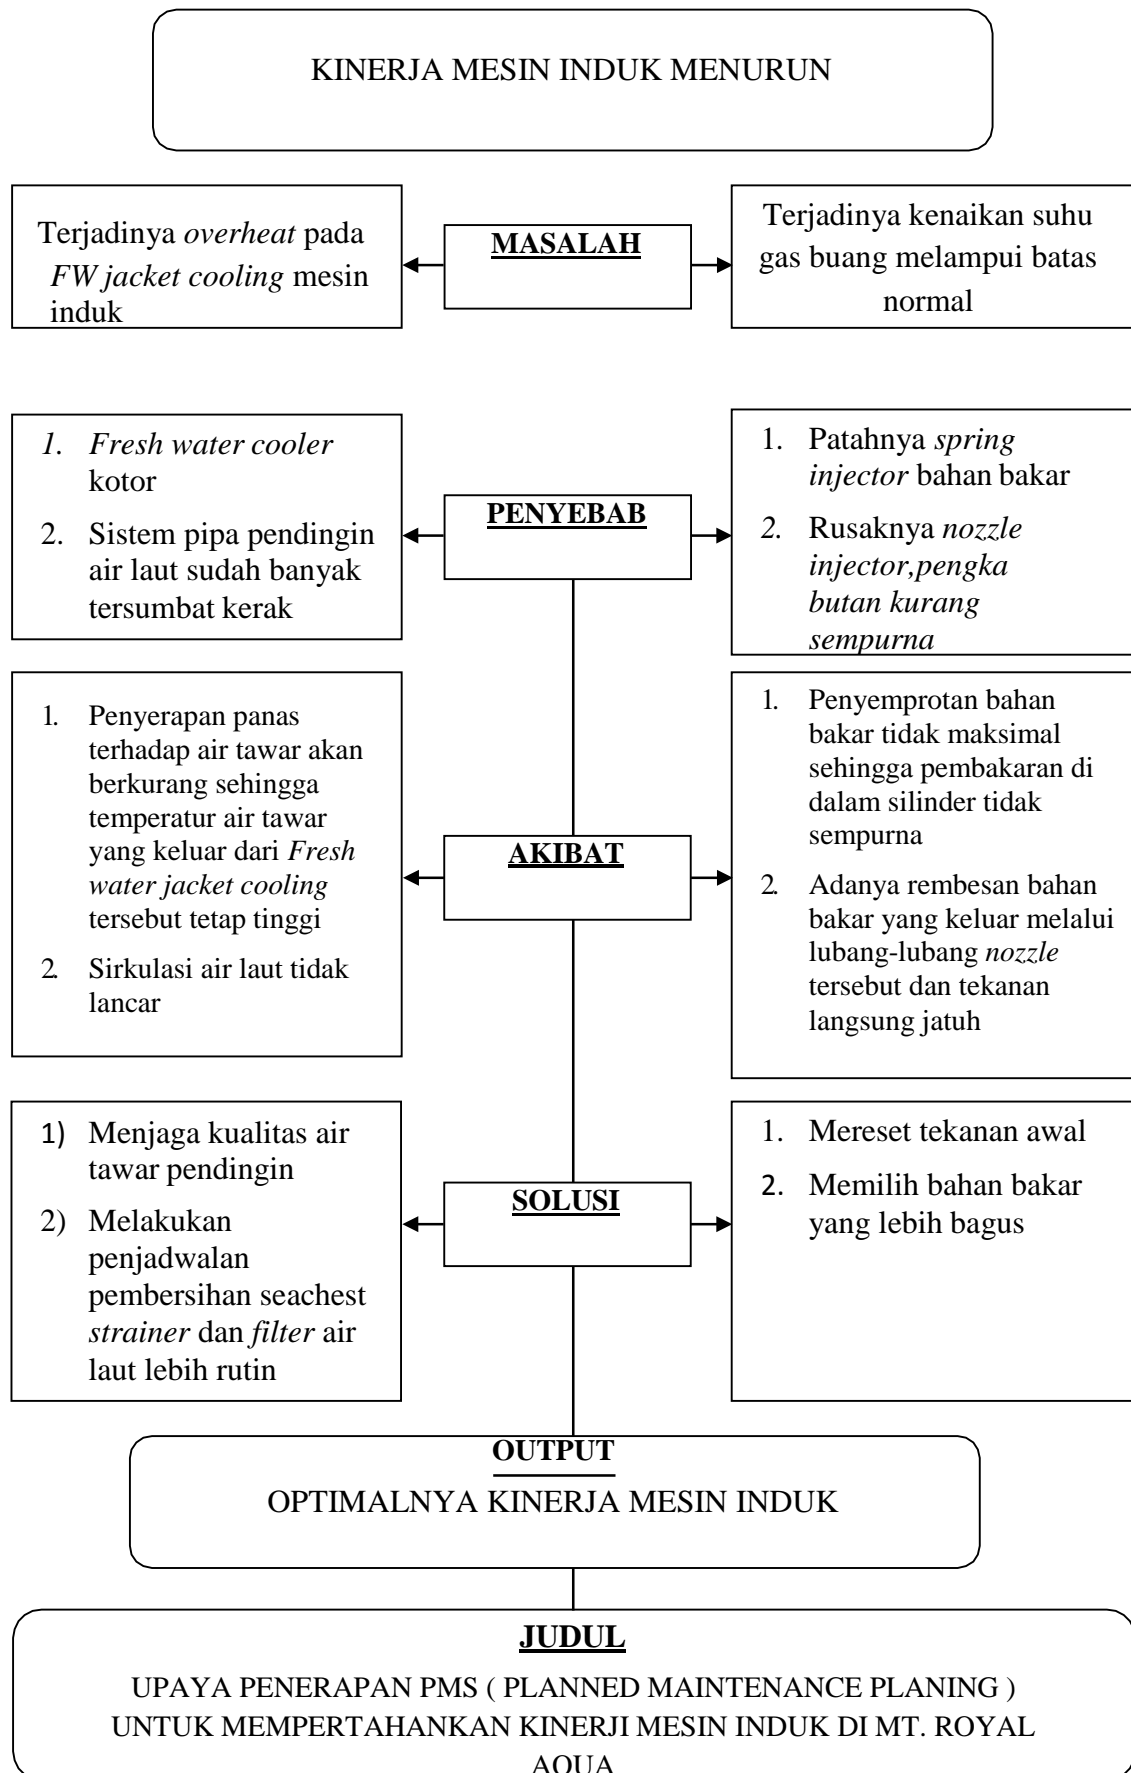 KINERJA MESIN INDUK MENURUN
Terjadinya overheat pada
FW jacket cooling mesin
induk
MASALAH
Terjadinya kenaikan suhu
gas buang melampui batas
normal
1. Fresh water cooler
kotor
2. Sistem pipa pendingin
air laut sudah banyak
tersumbat kerak
PENYEBAB
1. Patahnya spring
injector bahan bakar
2. Rusaknya nozzle
injector,pengka
butan kurang
sempurna
1. Penyerapan panas
terhadap air tawar akan
berkurang sehingga
temperatur air tawar
yang keluar dari Fresh
water jacket cooling
tersebut tetap tinggi
2. Sirkulasi air laut tidak
lancar
AKIBAT
1. Penyemprotan bahan
bakar tidak maksimal
sehingga pembakaran di
dalam silinder tidak
sempurna
2. Adanya rembesan bahan
bakar yang keluar melalui
lubang-lubang nozzle
tersebut dan tekanan
langsung jatuh
1) Menjaga kualitas air
tawar pendingin
2) Melakukan
penjadwalan
pembersihan seachest
strainer dan filter air
laut lebih rutin
SOLUSI
1. Mereset tekanan awal
2. Memilih bahan bakar
yang lebih bagus
OUTPUT
OPTIMALNYA KINERJA MESIN INDUK
JUDUL
UPAYA PENERAPAN PMS ( PLANNED MAINTENANCE PLANING )
UNTUK MEMPERTAHANKAN KINERJI MESIN INDUK DI MT. ROYAL
AQUA